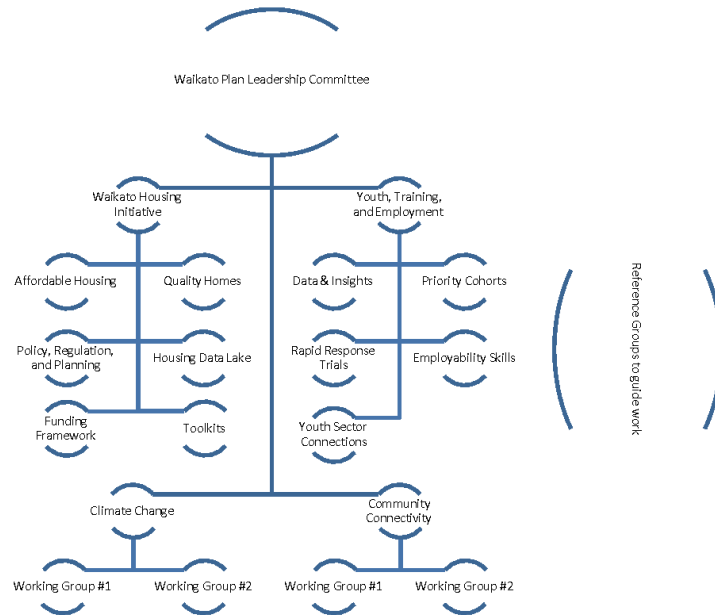 Waikato Plan Leadership Committee
Waikato Housing
Initiative
Youth, Training,
and Employment
Affordable Housing
Quality Homes
Data & Insights
Priority Cohorts
Policy, Regulation,
and Planning
Housing Data Lake
Rapid Response
Trials
Employability Skills
Funding
Framework
Toolkits
Youth Sector
Connections
Reference Groups to guide work
Climate Change
Community
Connectivity
Working Group #1
Working Group #2
Working Group #1
Working Group #2